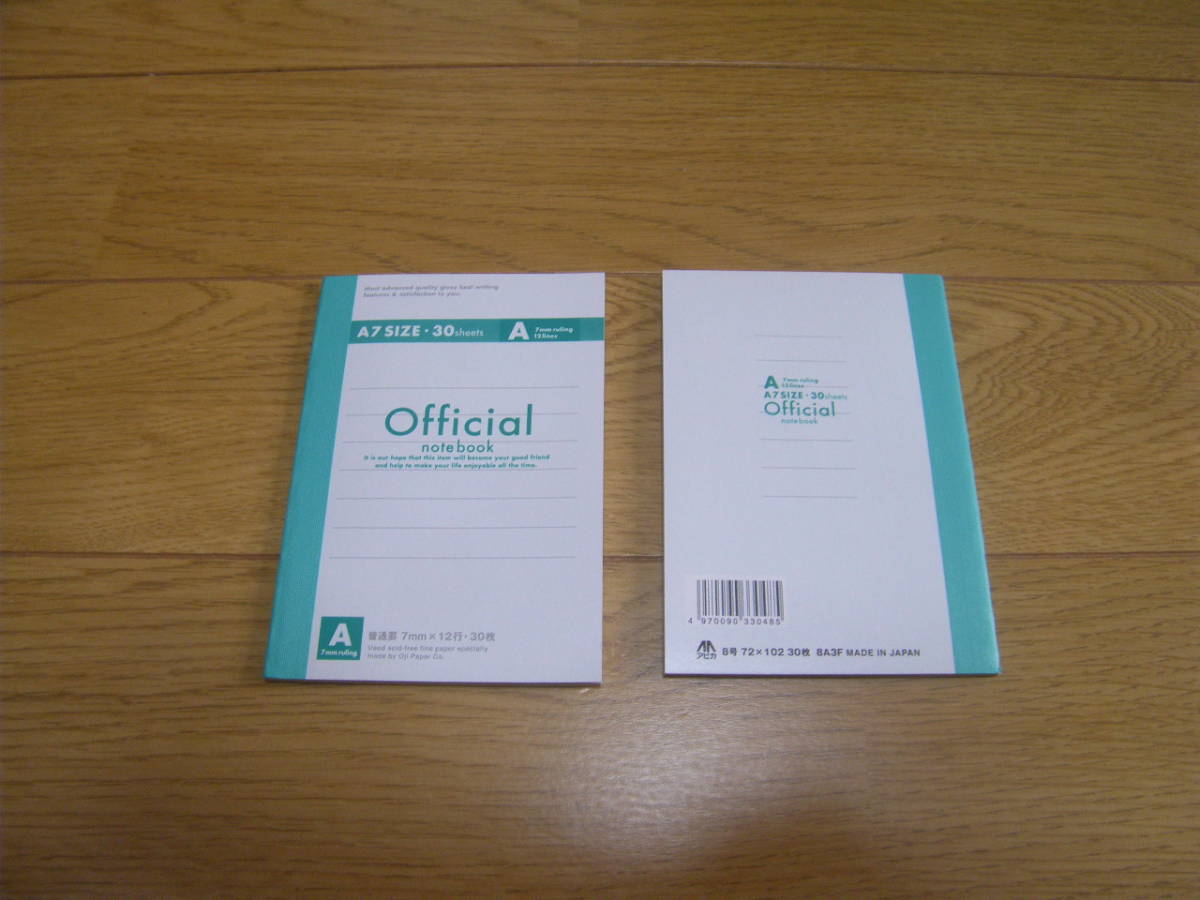 Most advanced quality gives best writing
features & satisfaction to you.
A7 SIZE・30sheets
A 7mm ruling
12lines
Official
notebook
It is our hope that this item will become your good friend
and help to make your life enjoyable all the time.
A
7mm ruling
普通罫 7mm×12行・30枚
Used acid-free fine paper specially
made by Oji Paper Co.
A 7mm ruling
12lines
A7 SIZE・30sheets
Official
notebook
4 970090 330485
アピカ 8号 72×102 30枚 8A3F MADE IN JAPAN